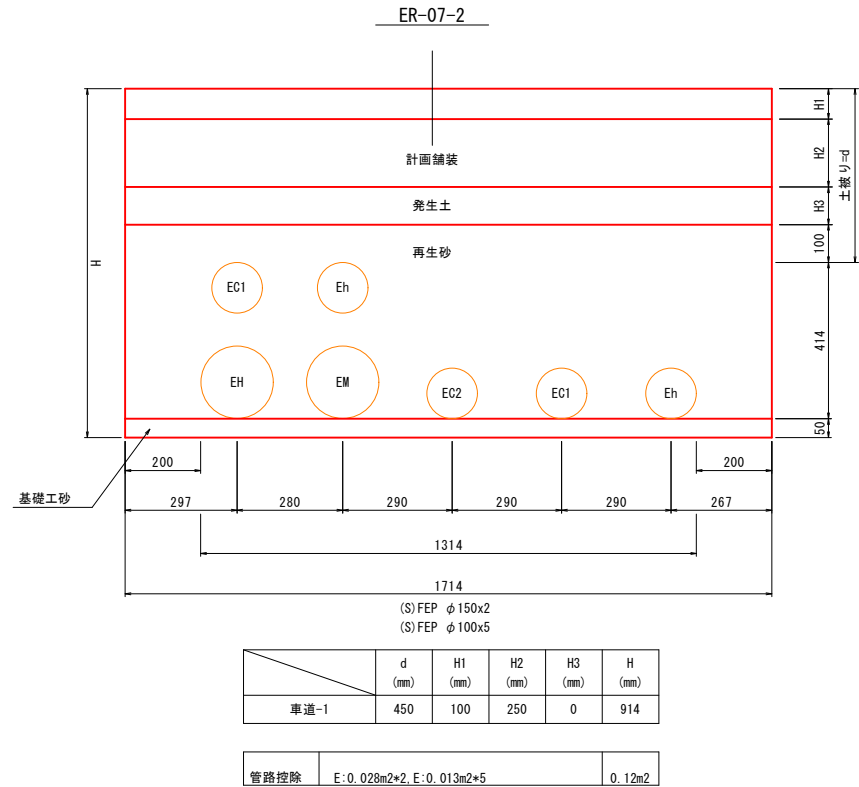 ER-07-2
H1
計画舗装
H2
土被り=d
発生土
H3
再生砂
100
H
EC1
Eh
414
EH
EM
EC2
EC1
Eh
50
200
200
基礎工砂
297
280
290
290
290
267
1314
1714
(S)FEP φ150x2
(S)FEP φ100x5
d H1 H2 H3 H
(mm) (mm) (mm) (mm) (mm)
車道-1 450 100 250 0 914
管路控除 E:0.028m2*2,E:0.013m2*5 0.12m2